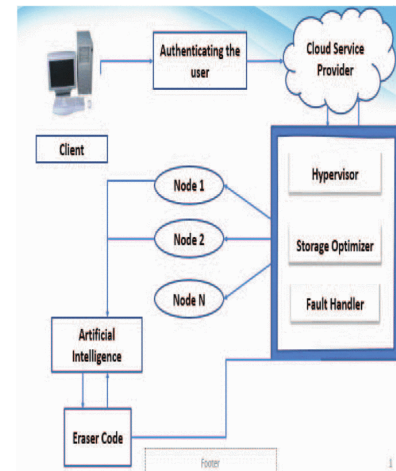 Authenticating the
user
Cloud Service
Provider
Client
Hypervisor
Node 1
Node 2
Storage Optimizer
Node N
Fault Handler
Artificial
Intelligence
Eraser Code
Footer
1